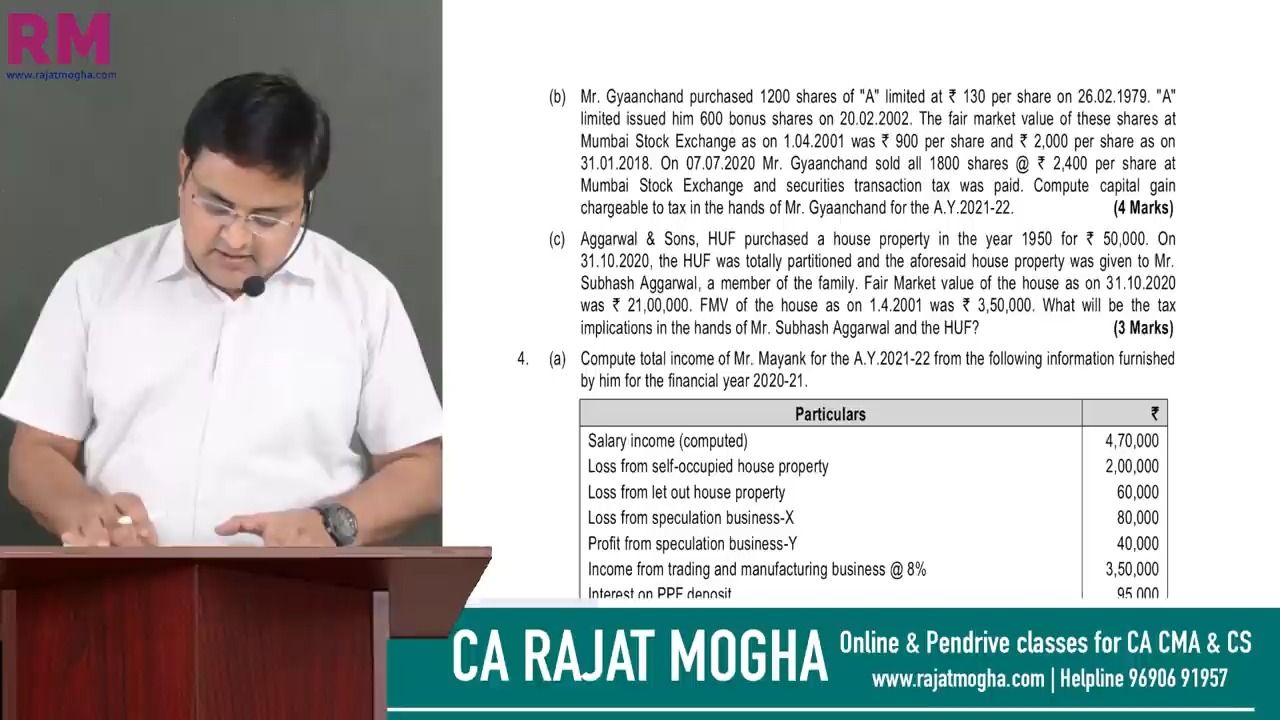 RM
www.rajatmogha.com
(b) Mr. Gyaanchand purchased 1200 shares of "A" limited at ₹ 130 per share on 26.02.1979. "A"
limited issued him 600 bonus shares on 20.02.2002. The fair market value of these shares at
Mumbai Stock Exchange as on 1.04.2001 was ₹ 900 per share and ₹ 2,000 per share as on
31.01.2018. On 07.07.2020 Mr. Gyaanchand sold all 1800 shares @ ₹ 2,400 per share at
Mumbai Stock Exchange and securities transaction tax was paid. Compute capital gain
chargeable to tax in the hands of Mr. Gyaanchand for the A.Y.2021-22. (4 Marks)
(c) Aggarwal & Sons, HUF purchased a house property in the year 1950 for ₹ 50,000. On
31.10.2020, the HUF was totally partitioned and the aforesaid house property was given to Mr.
Subhash Aggarwal, a member of the family. Fair Market value of the house as on 31.10.2020
was ₹ 21,00,000. FMV of the house as on 1.4.2001 was ₹ 3,50,000. What will be the tax
implications in the hands of Mr. Subhash Aggarwal and the HUF? (3 Marks)
4. (a) Compute total income of Mr. Mayank for the A.Y.2021-22 from the following information furnished
by him for the financial year 2020-21.
Particulars ₹
Salary income (computed) 4,70,000
Loss from self-occupied house property 2,00,000
Loss from let out house property 60,000
Loss from speculation business-X 80,000
Profit from speculation business-Y 40,000
Income from trading and manufacturing business @ 8% 3,50,000
Interest on PPF deposit 95,000
CA RAJAT MOGHA
Online & Pendrive classes for CA CMA & CS
www.rajatmogha.com | Helpline 96906 91957